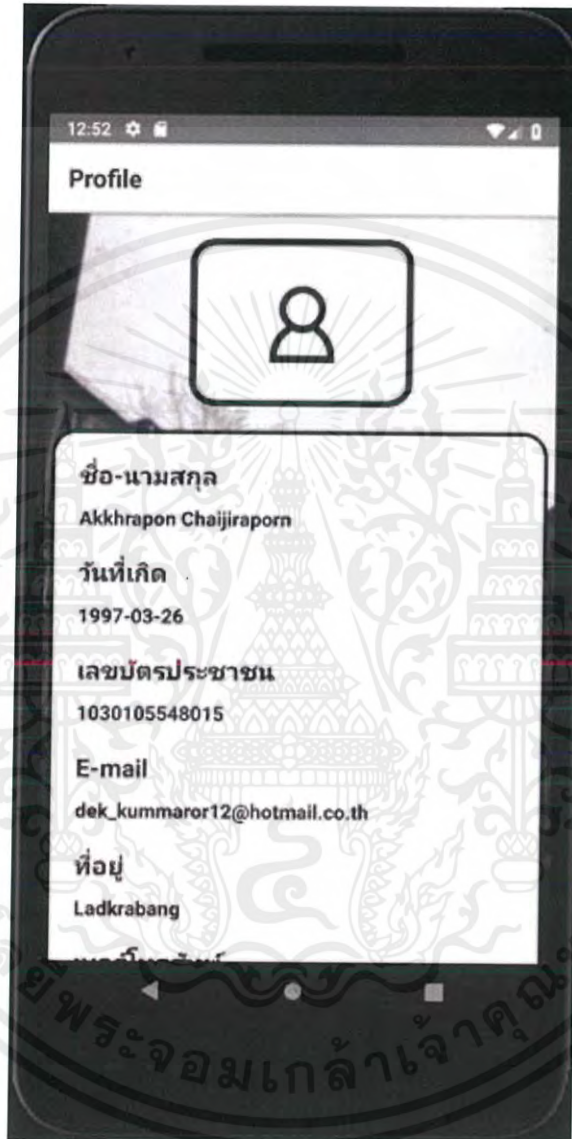 12:52
Profile
ชื่อ-นามสกุล
Akkhrapon Chaijiraporn
วันที่เกิด
1997-03-26
เลขบัตรประชาชน
1030105548015
E-mail
dek_kummaror12@hotmail.co.th
ที่อยู่
Ladkrabang
พระจอมเกล้าเจ้าคุณ